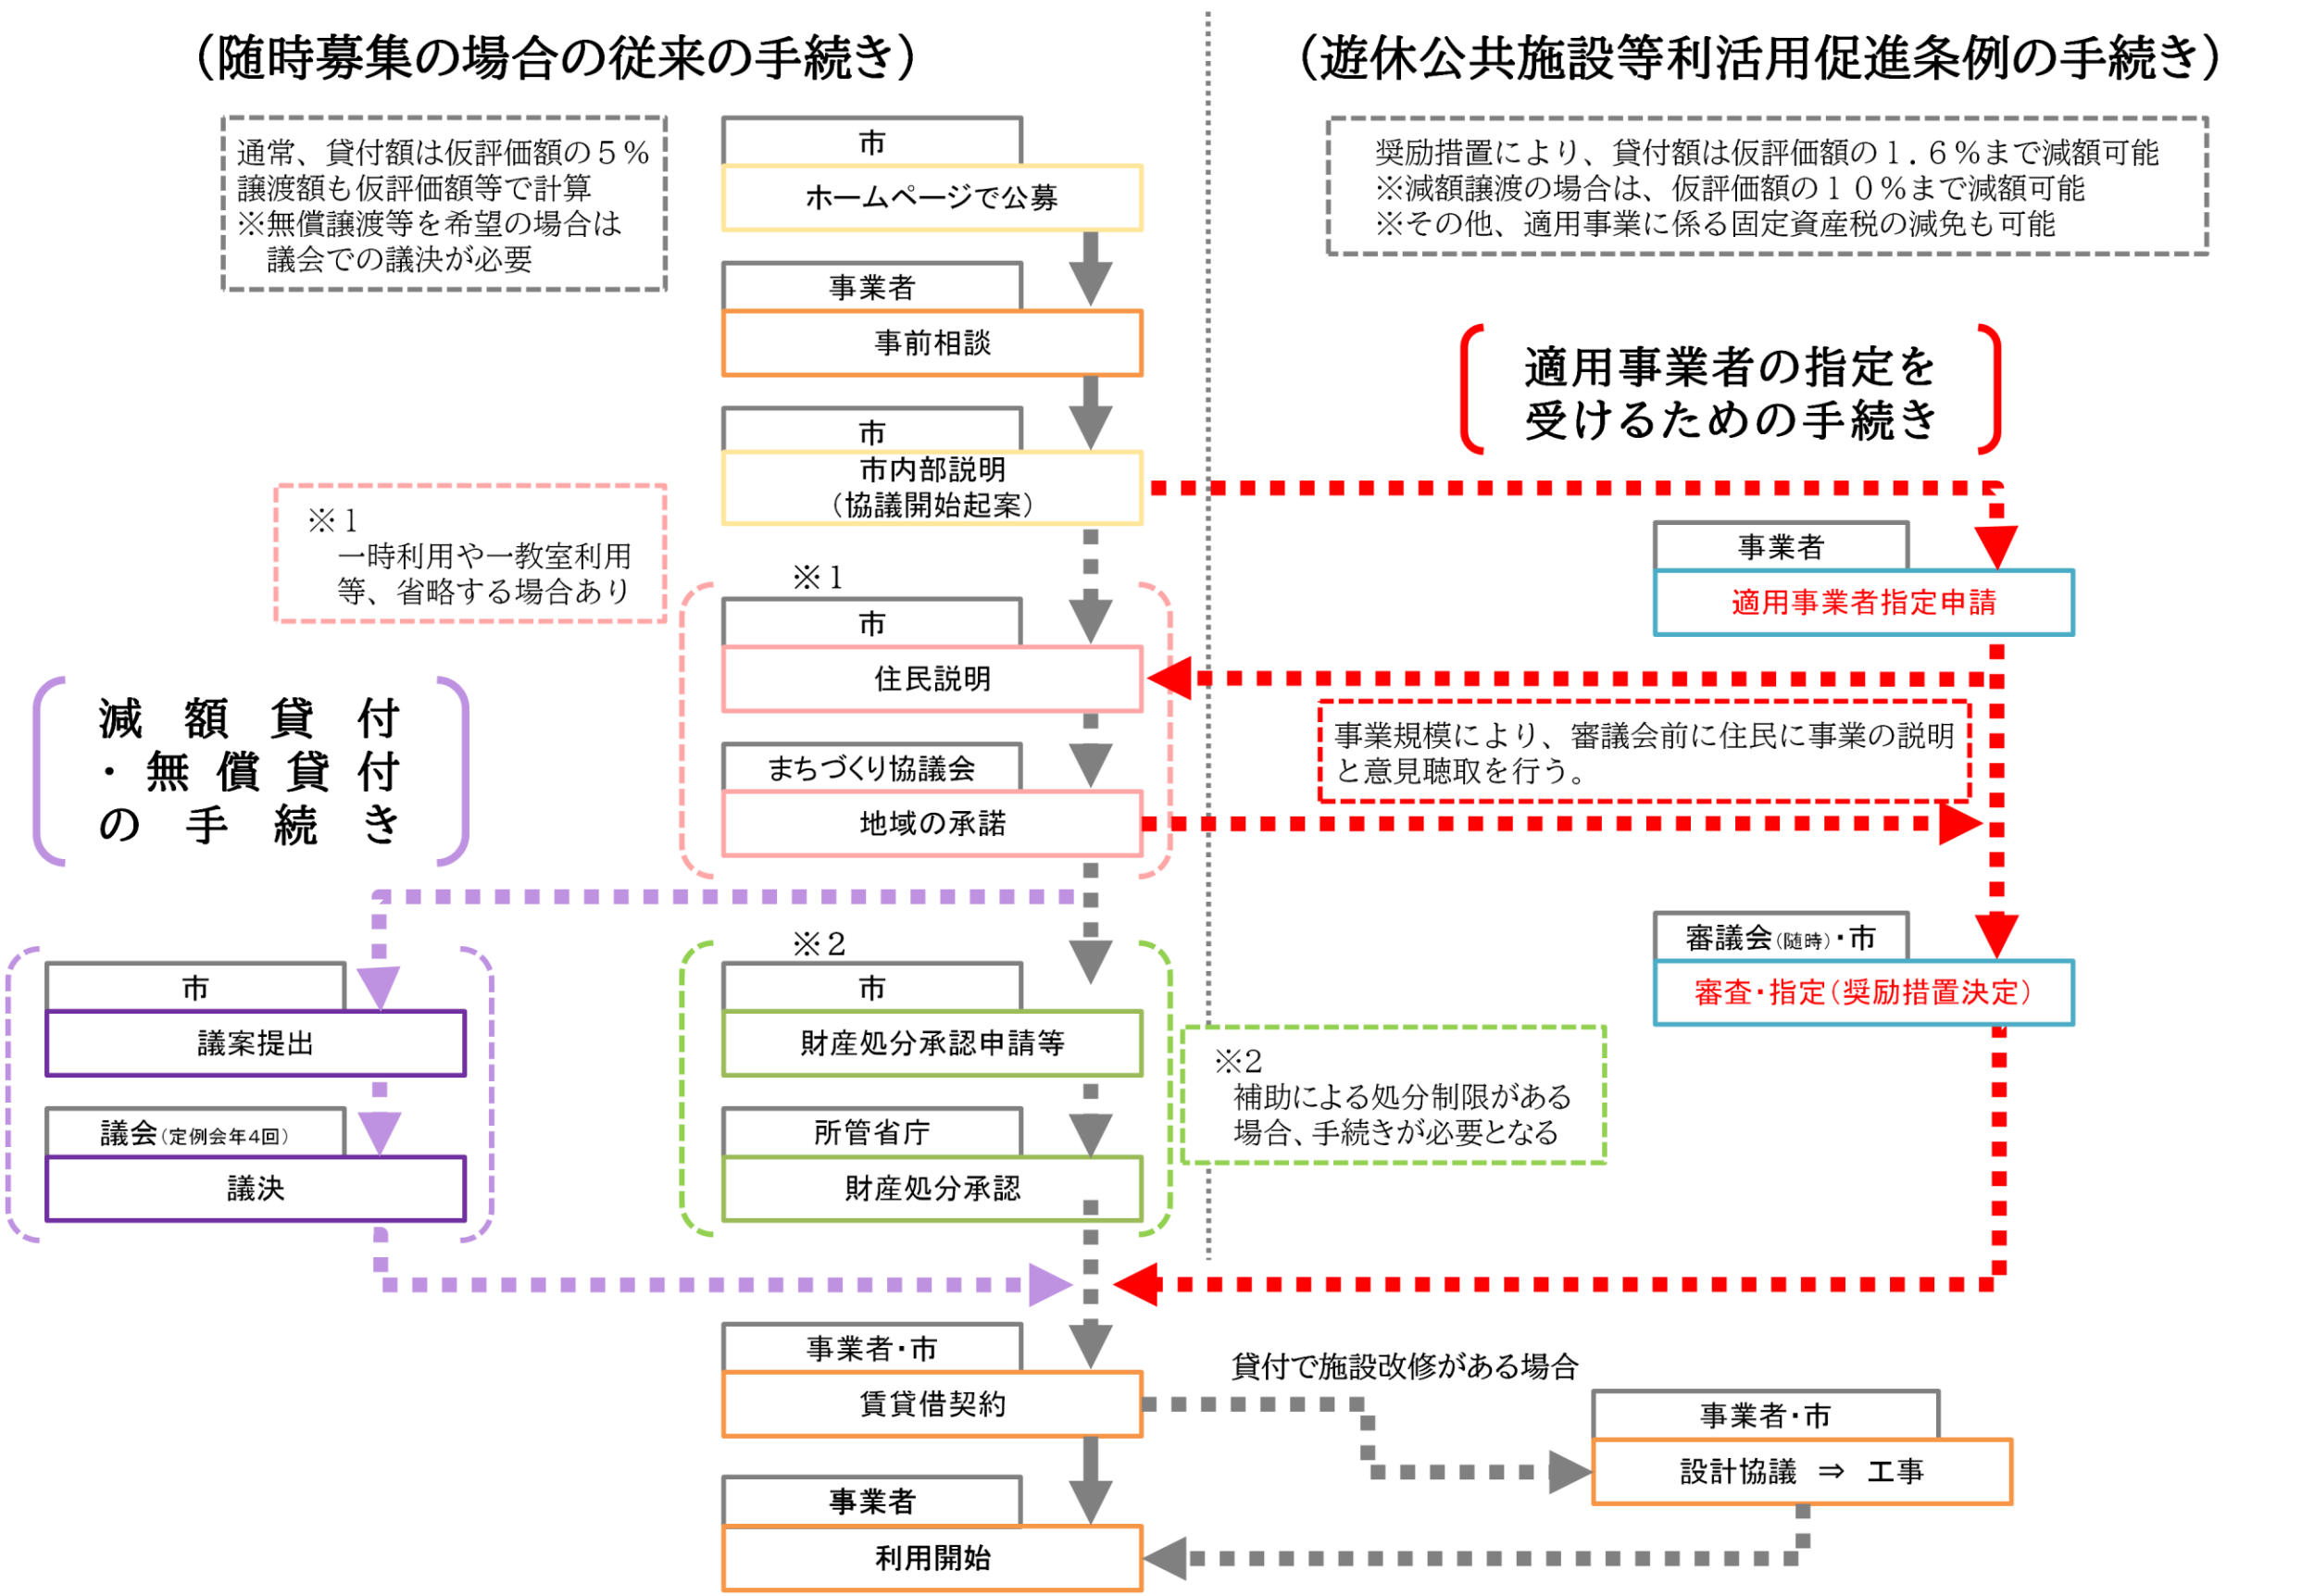 （随時募集の場合の従来の手続き）
（遊休公共施設等利活用促進条例の手続き）
通常、貸付額は仮評価額の５％
譲渡額も仮評価額等で計算
※無償譲渡等を希望の場合は
議会での議決が必要
市
ホームページで公募
奨励措置により、貸付額は仮評価額の１．６％まで減額可能
※減額譲渡の場合は、仮評価額の１０％まで減額可能
※その他、適用事業に係る固定資産税の減免も可能
事業者
事前相談
適用事業者の指定を
受けるための手続き
市
市内部説明
（協議開始起案）
※１
一時利用や一教室利用
等、省略する場合あり
事業者
適用事業者指定申請
※１
市
住民説明
事業規模により、審議会前に住民に事業の説明
と意見聴取を行う。
まちづくり協議会
地域の承諾
減額貸付
・無償貸付
の手続き
審議会（随時）・市
審査・指定（奨励措置決定）
市
議案提出
議会（定例会年４回）
議決
※２
市
財産処分承認申請等
所管省庁
財産処分承認
※２
補助による処分制限がある
場合、手続きが必要となる
事業者・市
賃貸借契約
貸付で施設改修がある場合
事業者・市
設計協議　⇒　工事
事業者
利用開始